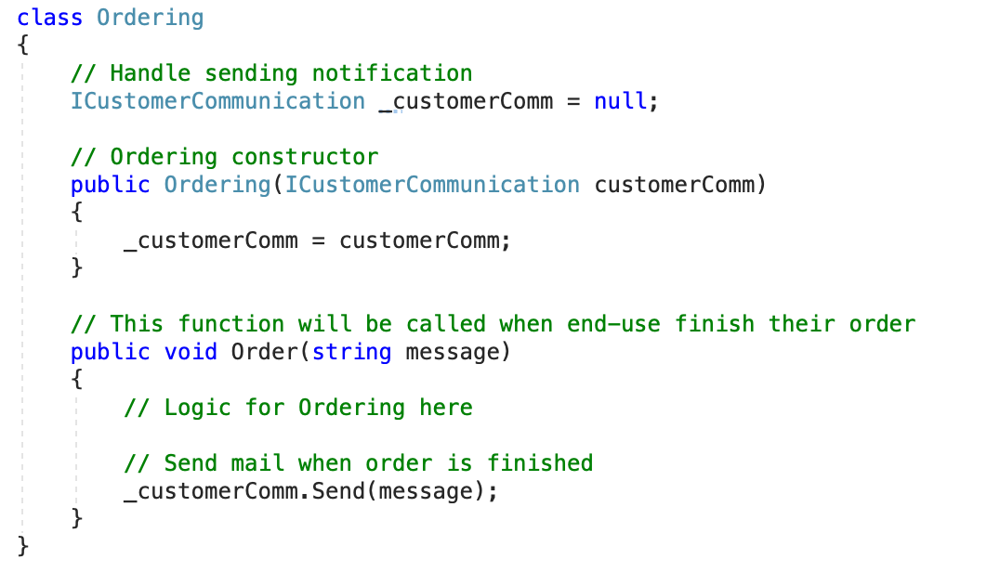 class Ordering
{
    // Handle sending notification
    ICustomerCommunication _customerComm = null;

    // Ordering constructor
    public Ordering(ICustomerCommunication customerComm)
    {
        _customerComm = customerComm;
    }

    // This function will be called when end-use finish their order
    public void Order(string message)
    {
        // Logic for Ordering here

        // Send mail when order is finished
        _customerComm.Send(message);
    }
}